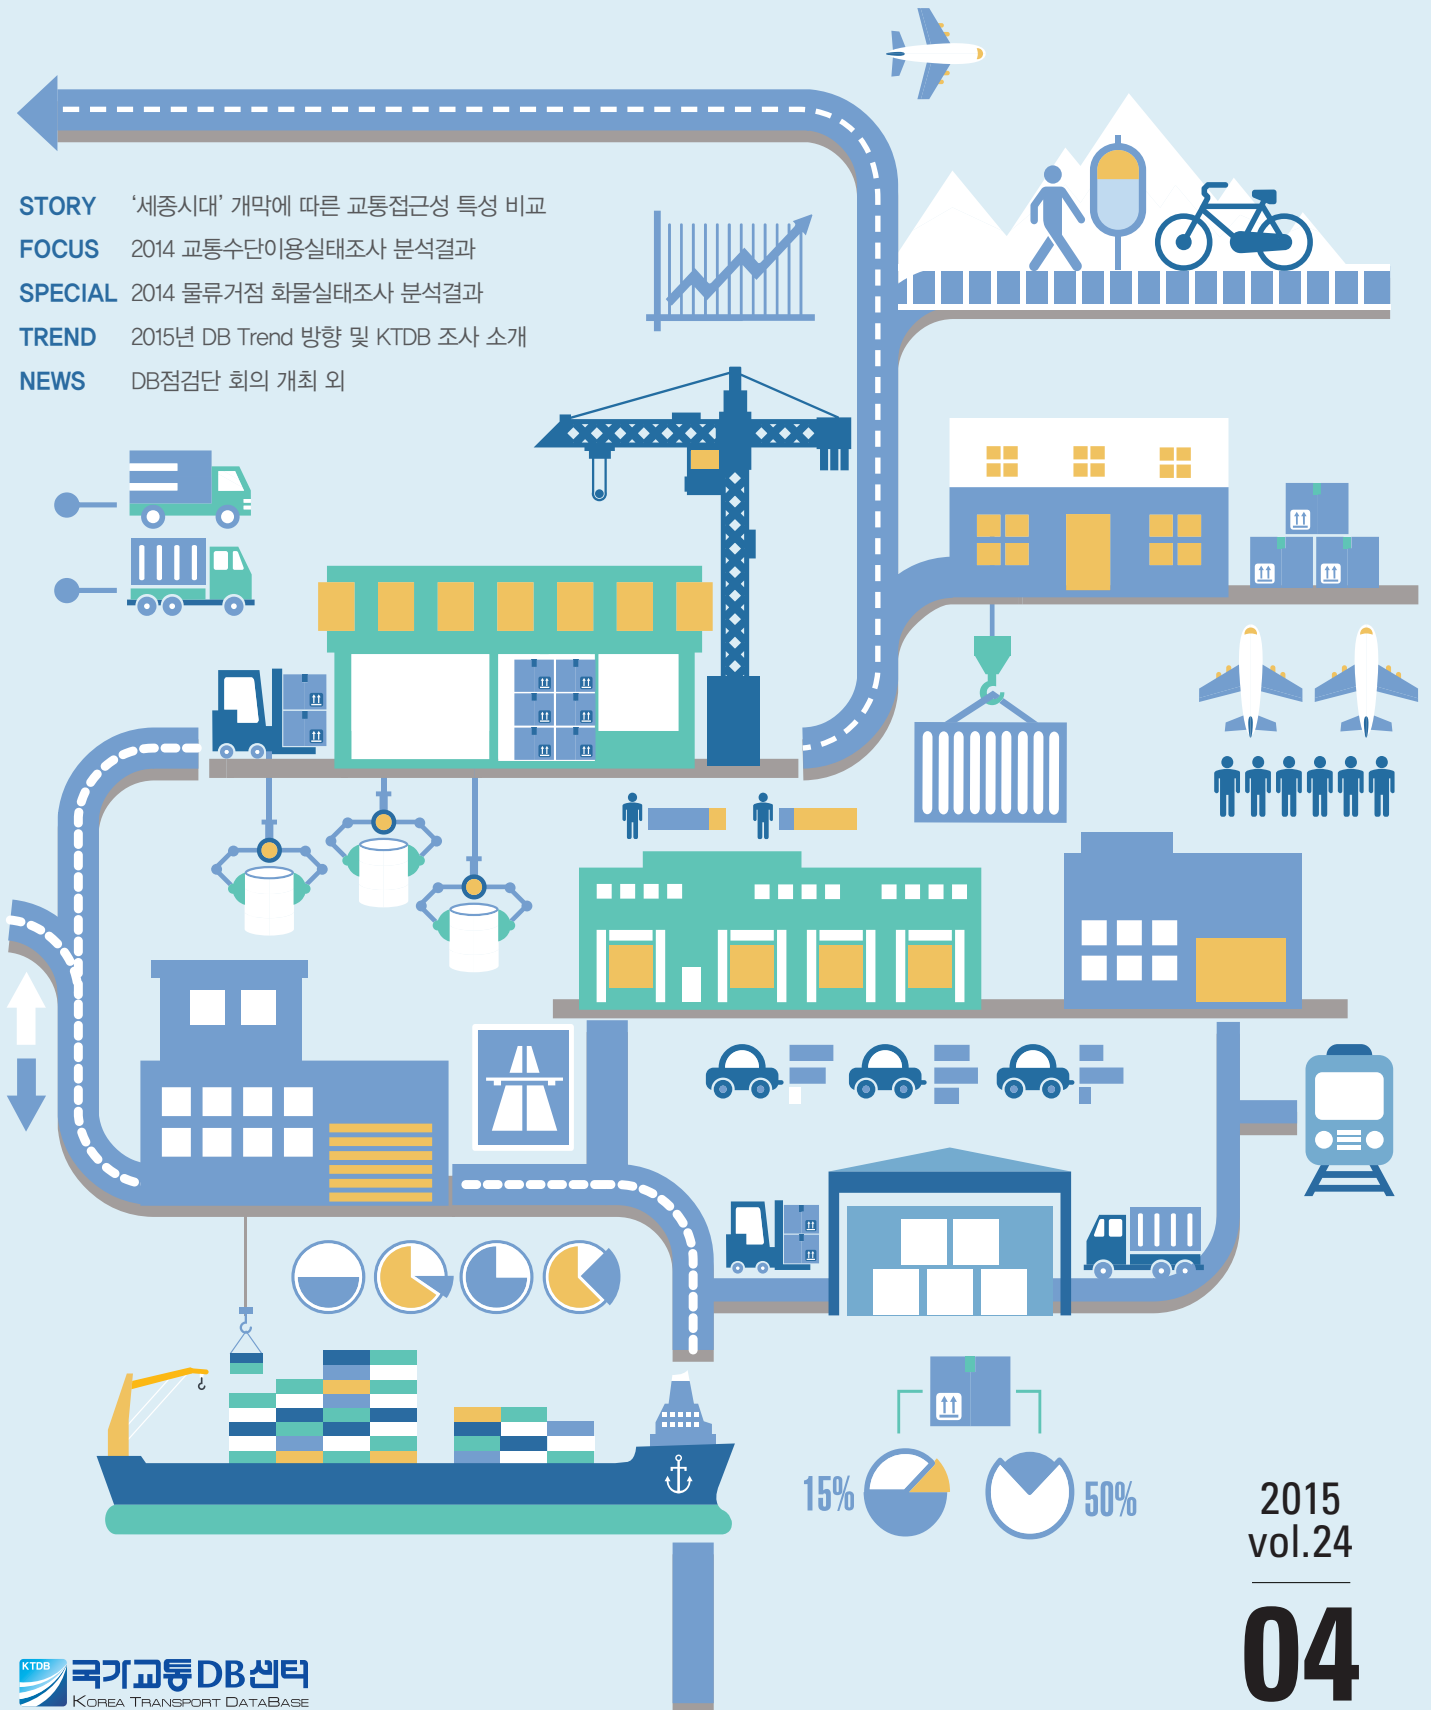 STORY '세종시대' 개막에 따른 교통접근성 특성 비교
FOCUS 2014 교통수단이용실태조사 분석결과
SPECIAL 2014 물류거점 화물실태조사 분석결과
TREND 2015년 DB Trend 방향 및 KTDB 조사 소개
NEWS DB점검단 회의 개최 외
15%
50%
2015
vol.24
04
KTDB
국가교통DB센터
KOREA TRANSPORT DATABASE